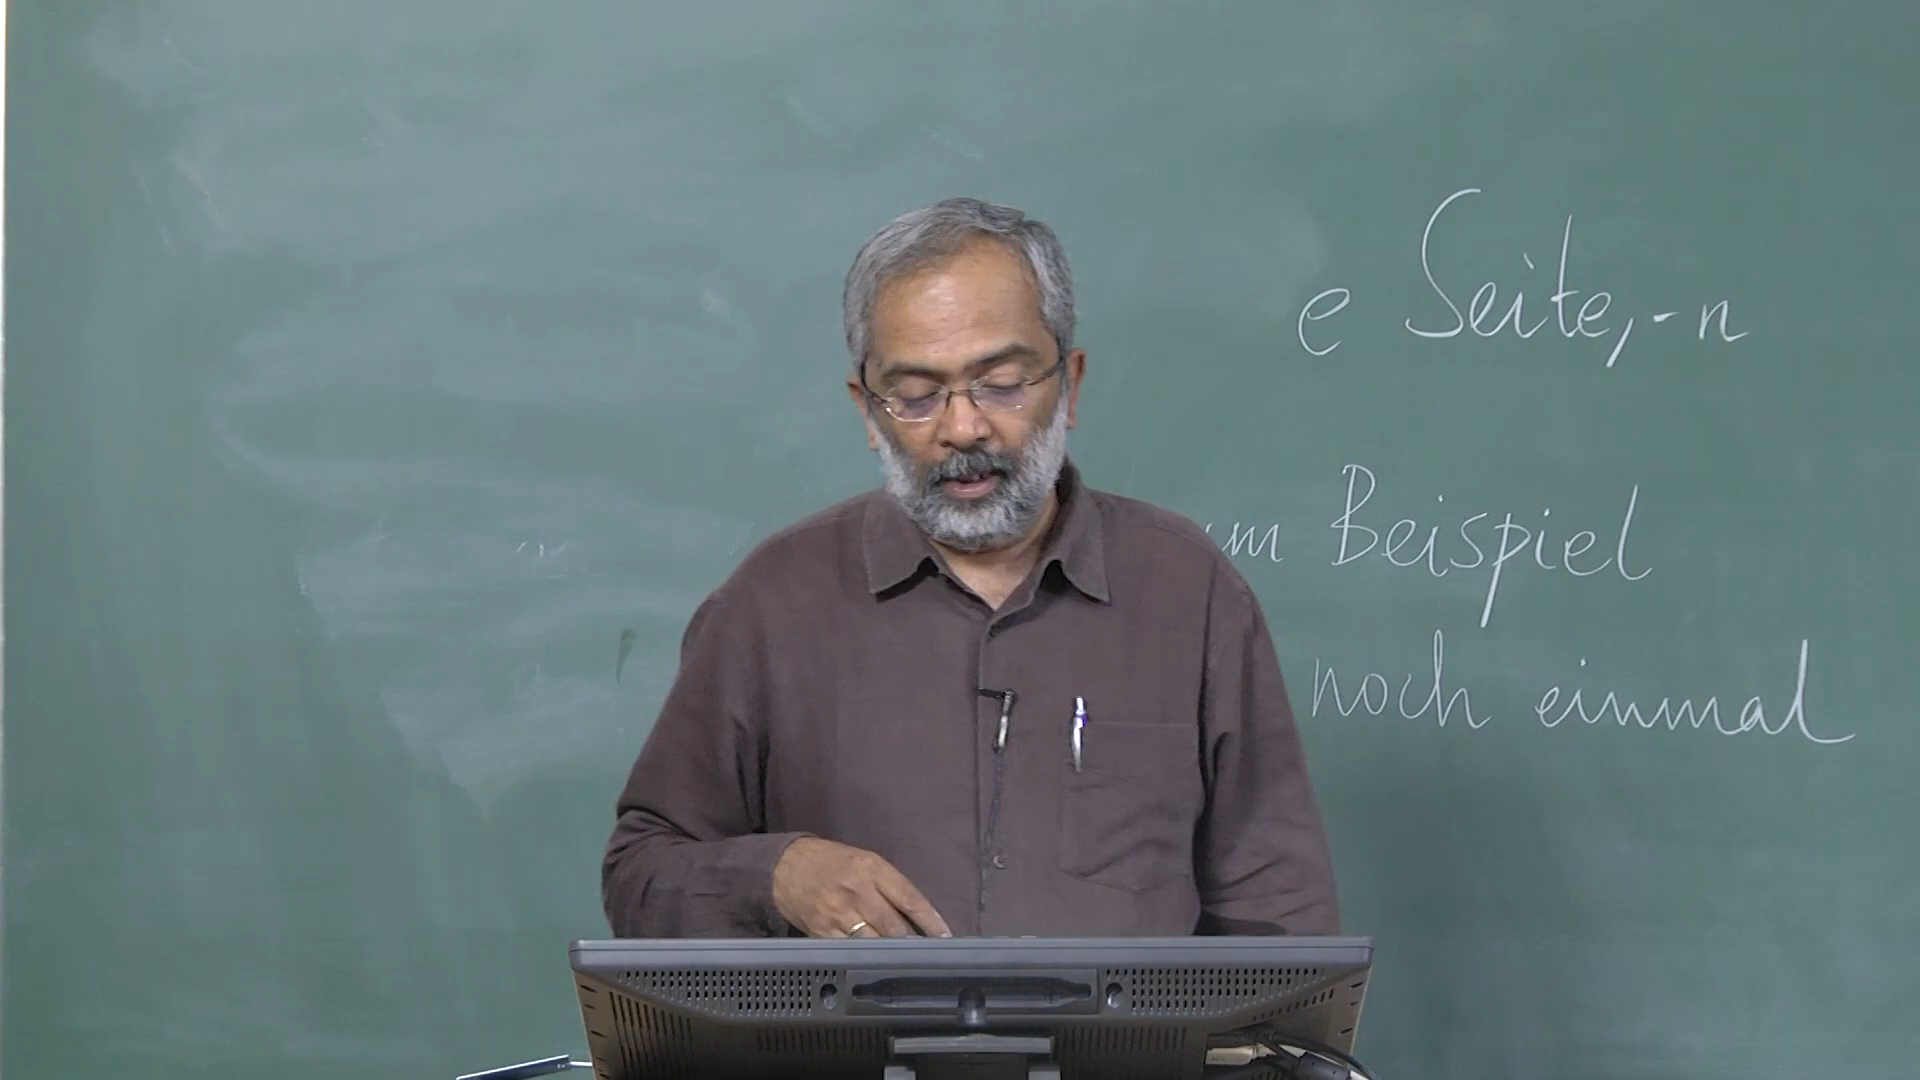 e Seite, -n
um Beispiel
noch einmal